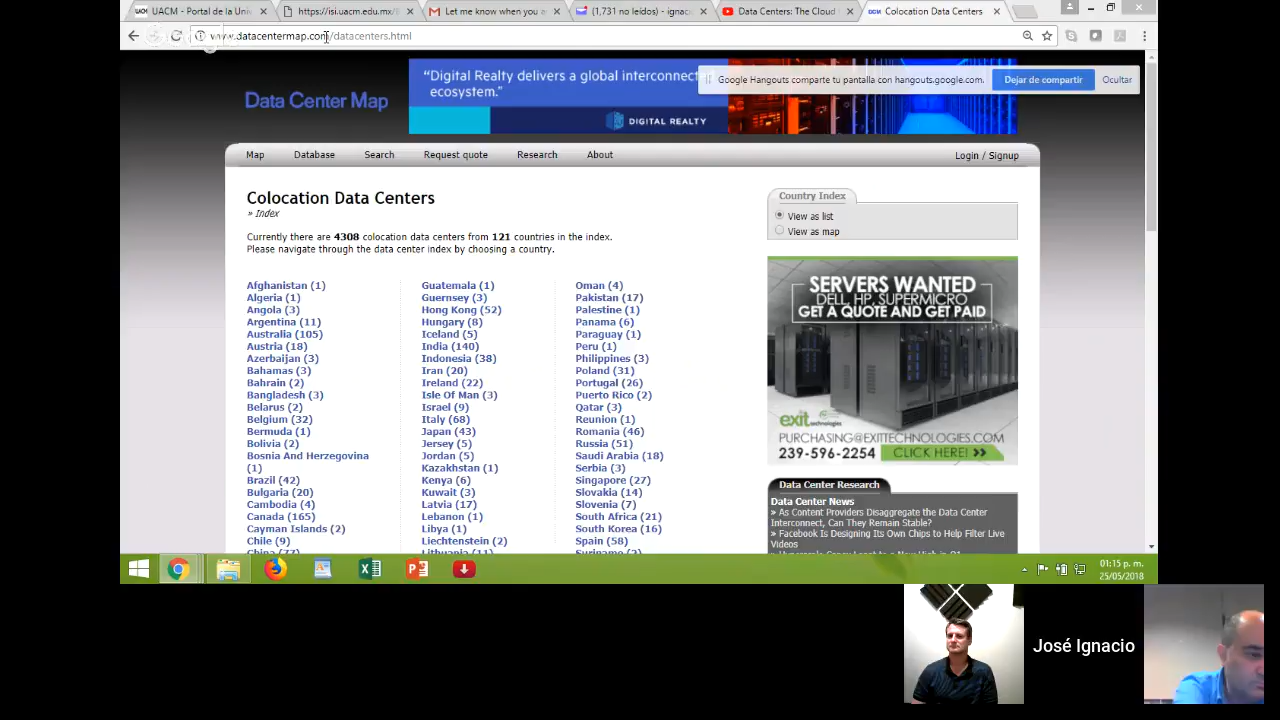 UACM - Portal de la Univ
https://isi.uacm.edu.mx/
Let me know when you a
(1,731 no leídos) - ignaci
Data Centers: The Cloud
Colocation Data Centers
www.datacentermap.com/datacenters.html
Data Center Map
“Digital Realty delivers a global interconnecte
ecosystem.”
DIGITAL REALTY
Google Hangouts comparte tu pantalla con hangouts.google.com.
Dejar de compartir
Ocultar
Map Database Search Request quote Research About Login / Signup
Colocation Data Centers
» Index
Currently there are 4308 colocation data centers from 121 countries in the index.
Please navigate through the data center index by choosing a country.
Afghanistan (1)
Algeria (1)
Angola (3)
Argentina (11)
Australia (105)
Austria (18)
Azerbaijan (3)
Bahamas (3)
Bahrain (2)
Bangladesh (3)
Belarus (2)
Belgium (32)
Bermuda (1)
Bolivia (2)
Bosnia And Herzegovina
(1)
Brazil (42)
Bulgaria (20)
Cambodia (4)
Canada (165)
Cayman Islands (2)
Chile (9)
China (77)
Guatemala (1)
Guernsey (3)
Hong Kong (52)
Hungary (8)
Iceland (5)
India (140)
Indonesia (38)
Iran (20)
Ireland (22)
Isle Of Man (3)
Israel (9)
Italy (68)
Japan (43)
Jersey (5)
Jordan (5)
Kazakhstan (1)
Kenya (6)
Kuwait (3)
Latvia (17)
Lebanon (1)
Libya (1)
Liechtenstein (2)
Lithuania (11)
Oman (4)
Pakistan (17)
Palestine (1)
Panama (6)
Paraguay (1)
Peru (1)
Philippines (3)
Poland (31)
Portugal (26)
Puerto Rico (2)
Qatar (3)
Reunion (1)
Romania (46)
Russia (51)
Saudi Arabia (18)
Serbia (3)
Singapore (27)
Slovakia (14)
Slovenia (7)
South Africa (21)
South Korea (16)
Spain (58)
Suriname (2)
Country Index
View as list
View as map
SERVERS WANTED
DELL, HP, SUPERMICRO
GET A QUOTE AND GET PAID
exit
technologies
PURCHASING@EXITTECHNOLOGIES.COM
239-596-2254 CLICK HERE! >>
Data Center Research
Data Center News
» As Content Providers Disaggregate the Data Center
Interconnect, Can They Remain Stable?
» Facebook Is Designing Its Own Chips to Help Filter Live
Videos
01:15 p. m.
25/05/2018
José Ignacio